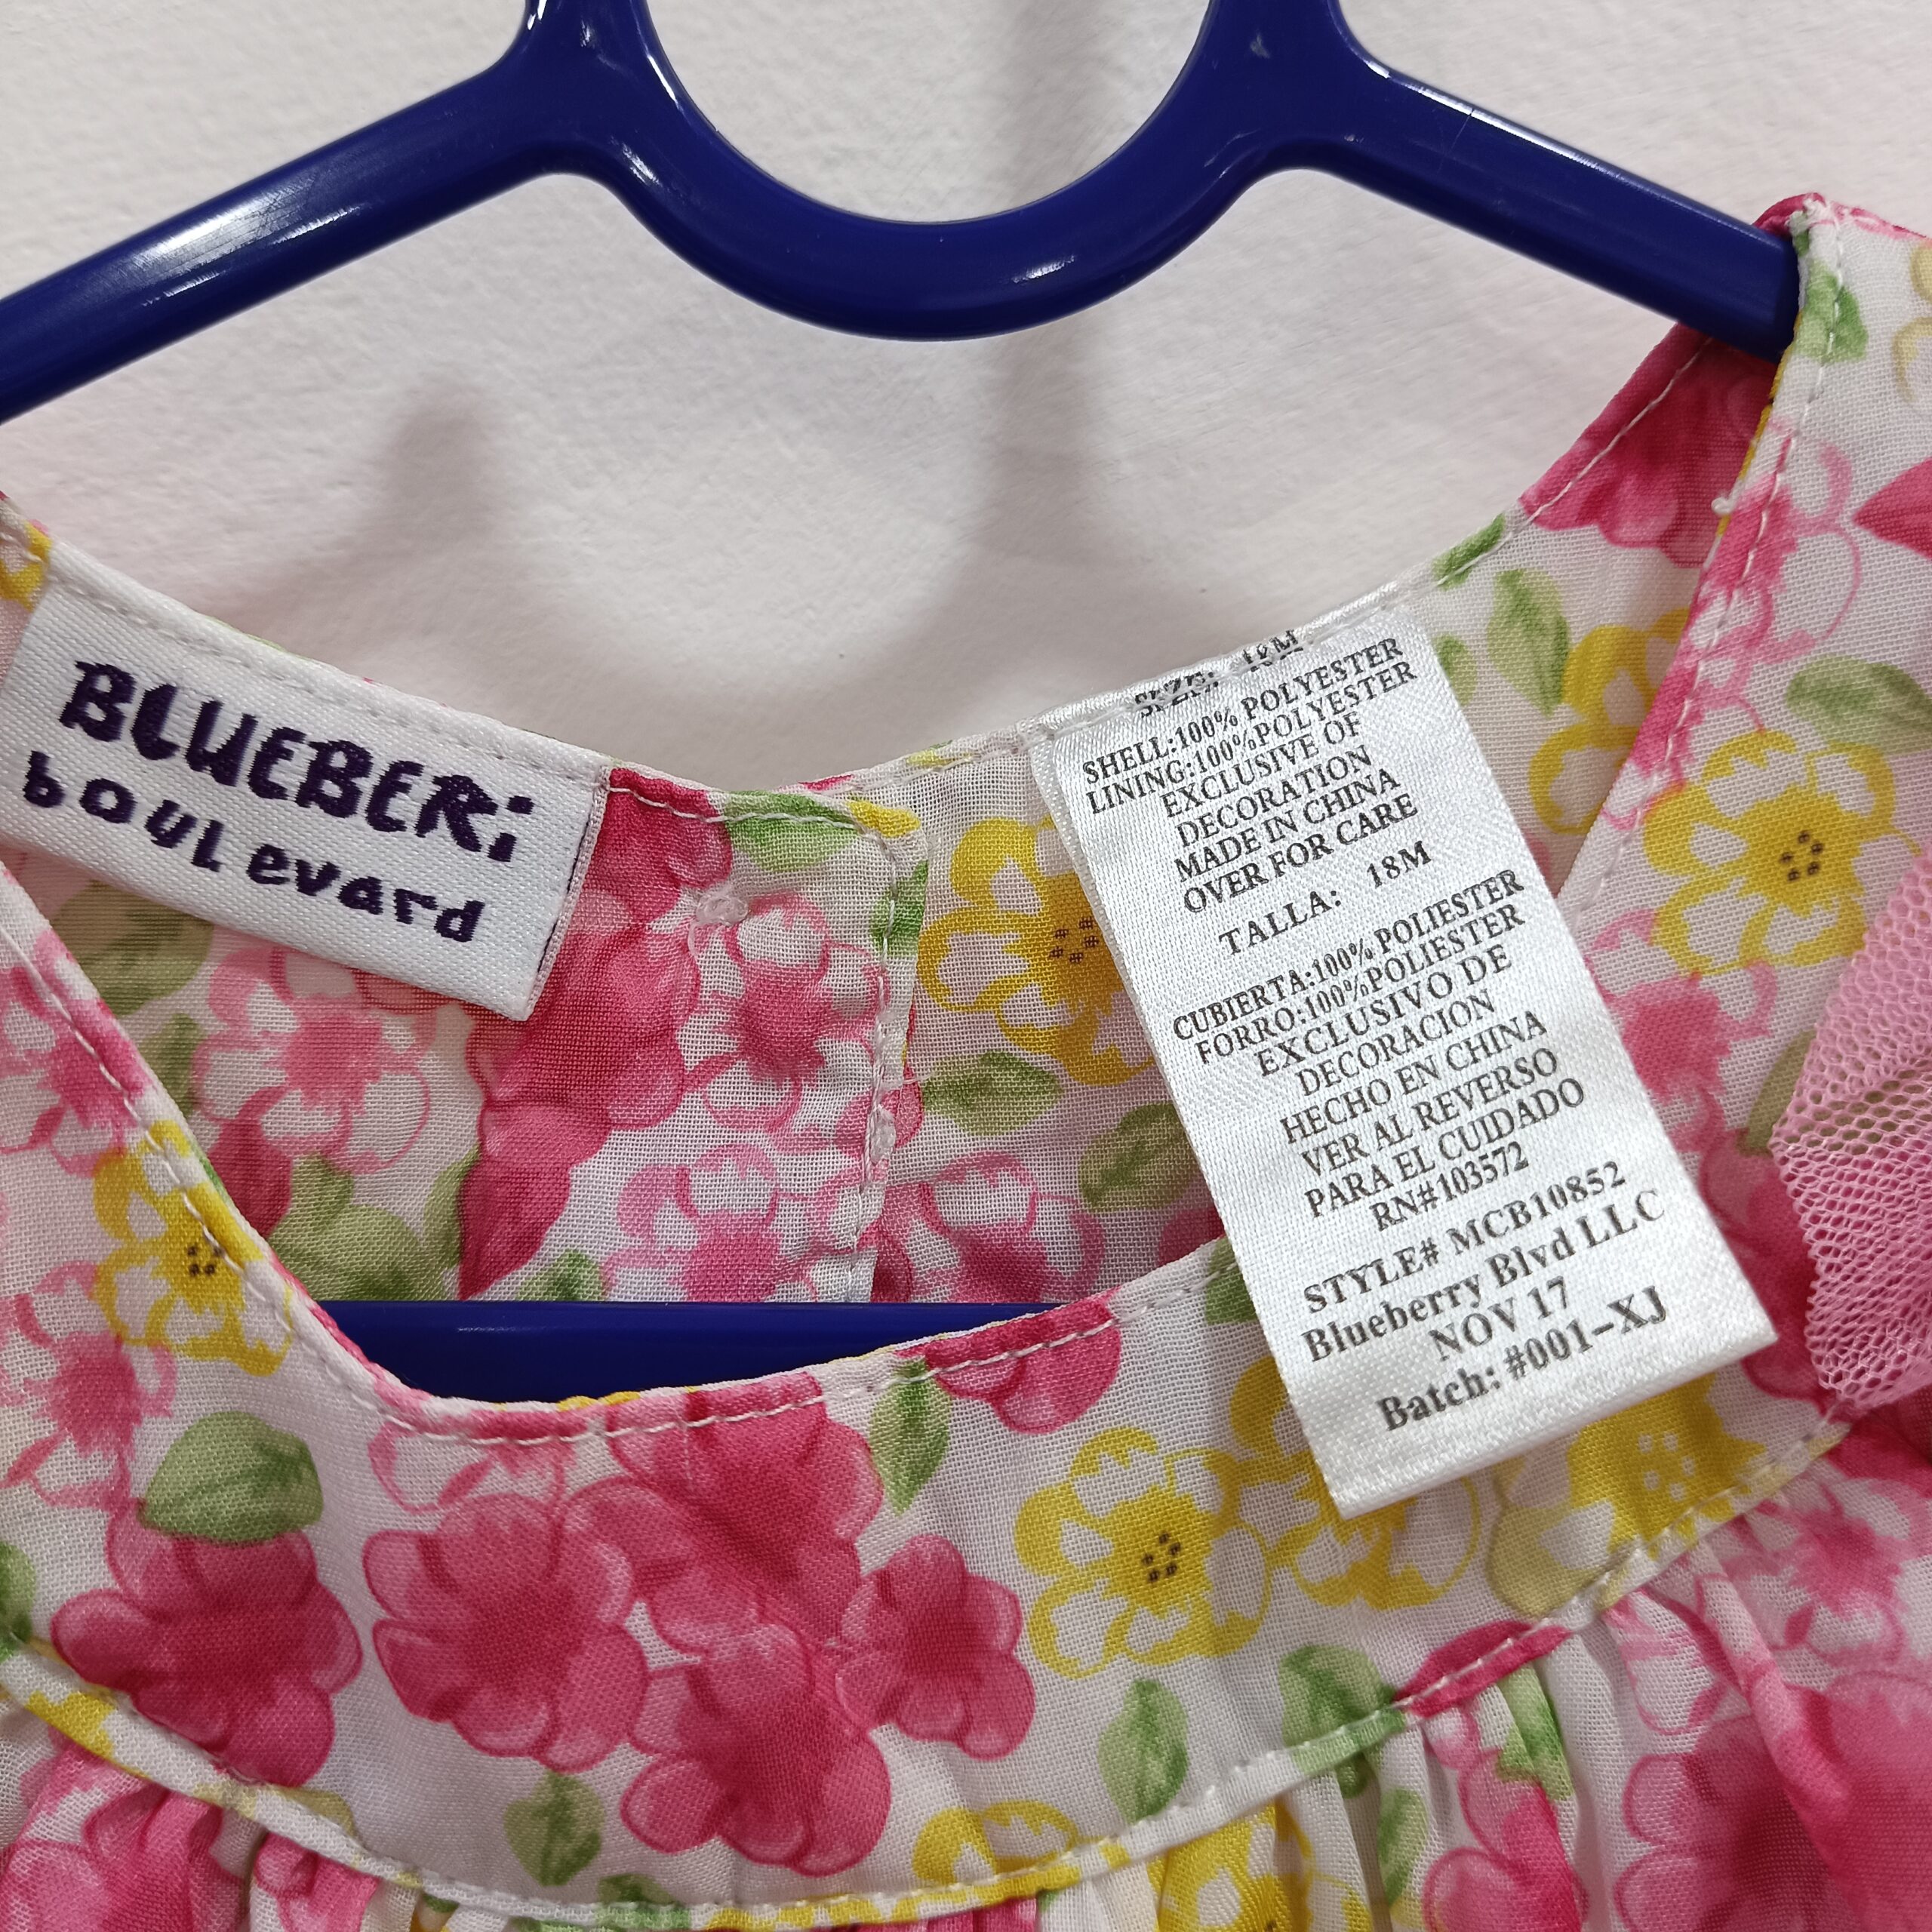 BLUEBERi
boulevard
SIZE: 18M
SHELL:100% POLYESTER
LINING:100%POLYESTER
EXCLUSIVE OF
DECORATION
MADE IN CHINA
OVER FOR CARE
TALLA: 18M
CUBIERTA:100% POLIESTER
FORRO:100%POLIESTER
EXCLUSIVO DE
DECORACION
HECHO EN CHINA
VER AL REVERSO
PARA EL CUIDADO
RN#103572
STYLE# MCB10852
Blueberry Blvd LLC
NOV 17
Batch: #001-XJ